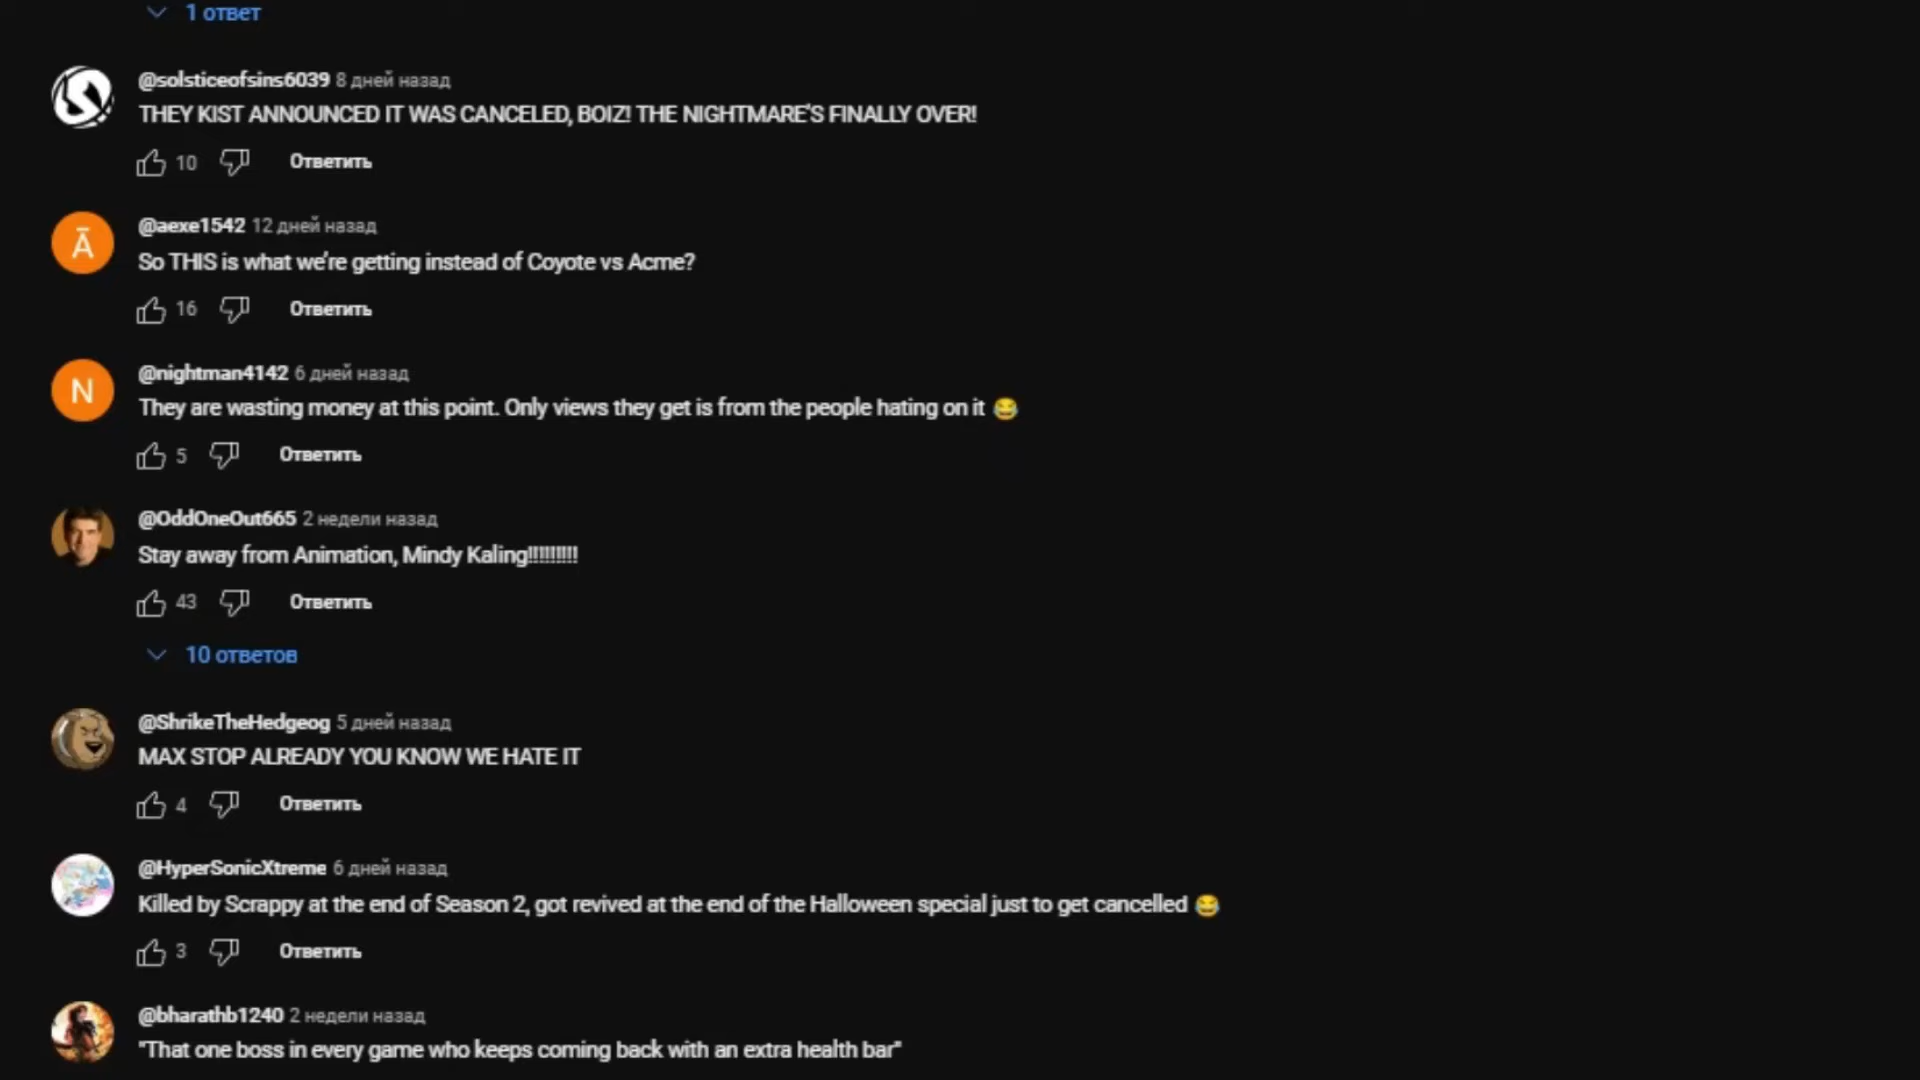 1 ответ
@solsticeofsins6039 8 дней назад
THEY KIST ANNOUNCED IT WAS CANCELED, BOIZ! THE NIGHTMARE'S FINALLY OVER!
10 Ответить
Ā
@aexe1542 12 дней назад
So THIS is what we're getting instead of Coyote vs Acme?
16 Ответить
N
@nightman4142 6 дней назад
They are wasting money at this point. Only views they get is from the people hating on it 😂
5 Ответить
@OddOneOut665 2 недели назад
Stay away from Animation, Mindy Kaling!!!!!!!!!
43 Ответить
10 ответов
@ShrikeTheHedgeog 5 дней назад
MAX STOP ALREADY YOU KNOW WE HATE IT
4 Ответить
@HyperSonicXtreme 6 дней назад
Killed by Scrappy at the end of Season 2, got revived at the end of the Halloween special just to get cancelled 😂
3 Ответить
@bharathb1240 2 недели назад
"That one boss in every game who keeps coming back with an extra health bar"